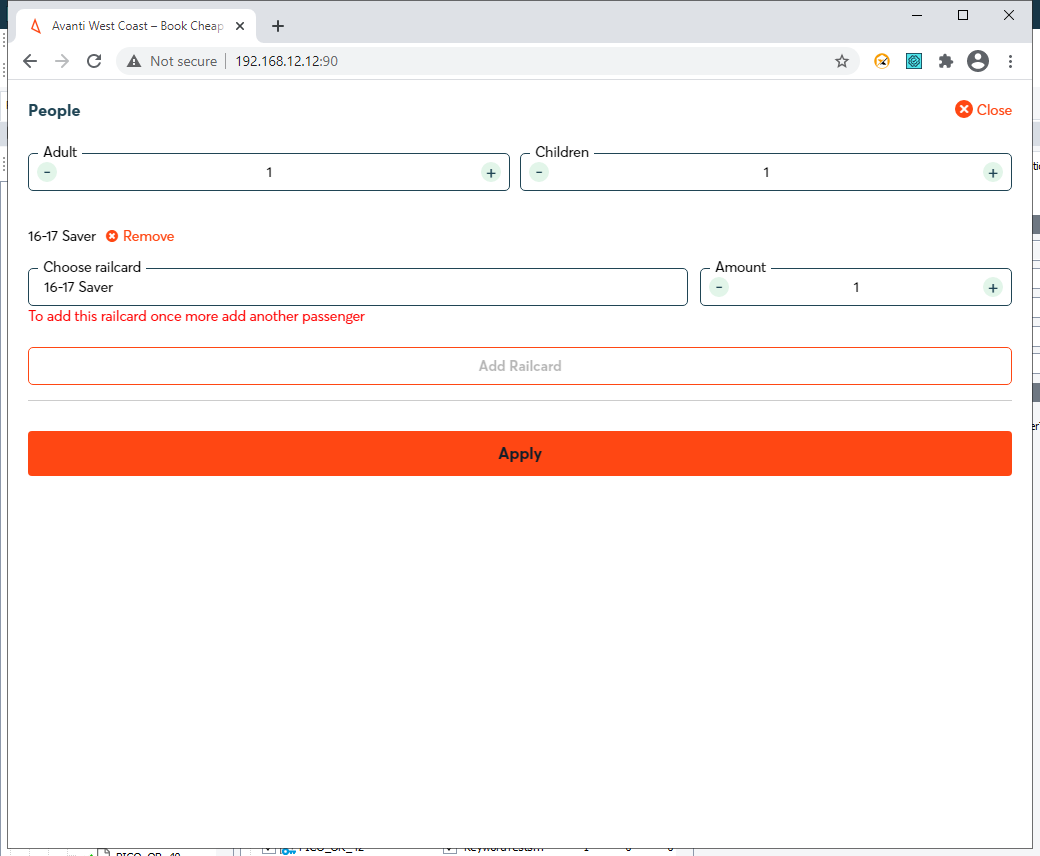 Avanti West Coast – Book Cheap
Not secure
192.168.12.12:90
People
Close
Adult
- 1 +
Children
- 1 +
16-17 Saver
Remove
Choose railcard
16-17 Saver
Amount
- 1 +
To add this railcard once more add another passenger
Add Railcard
Apply